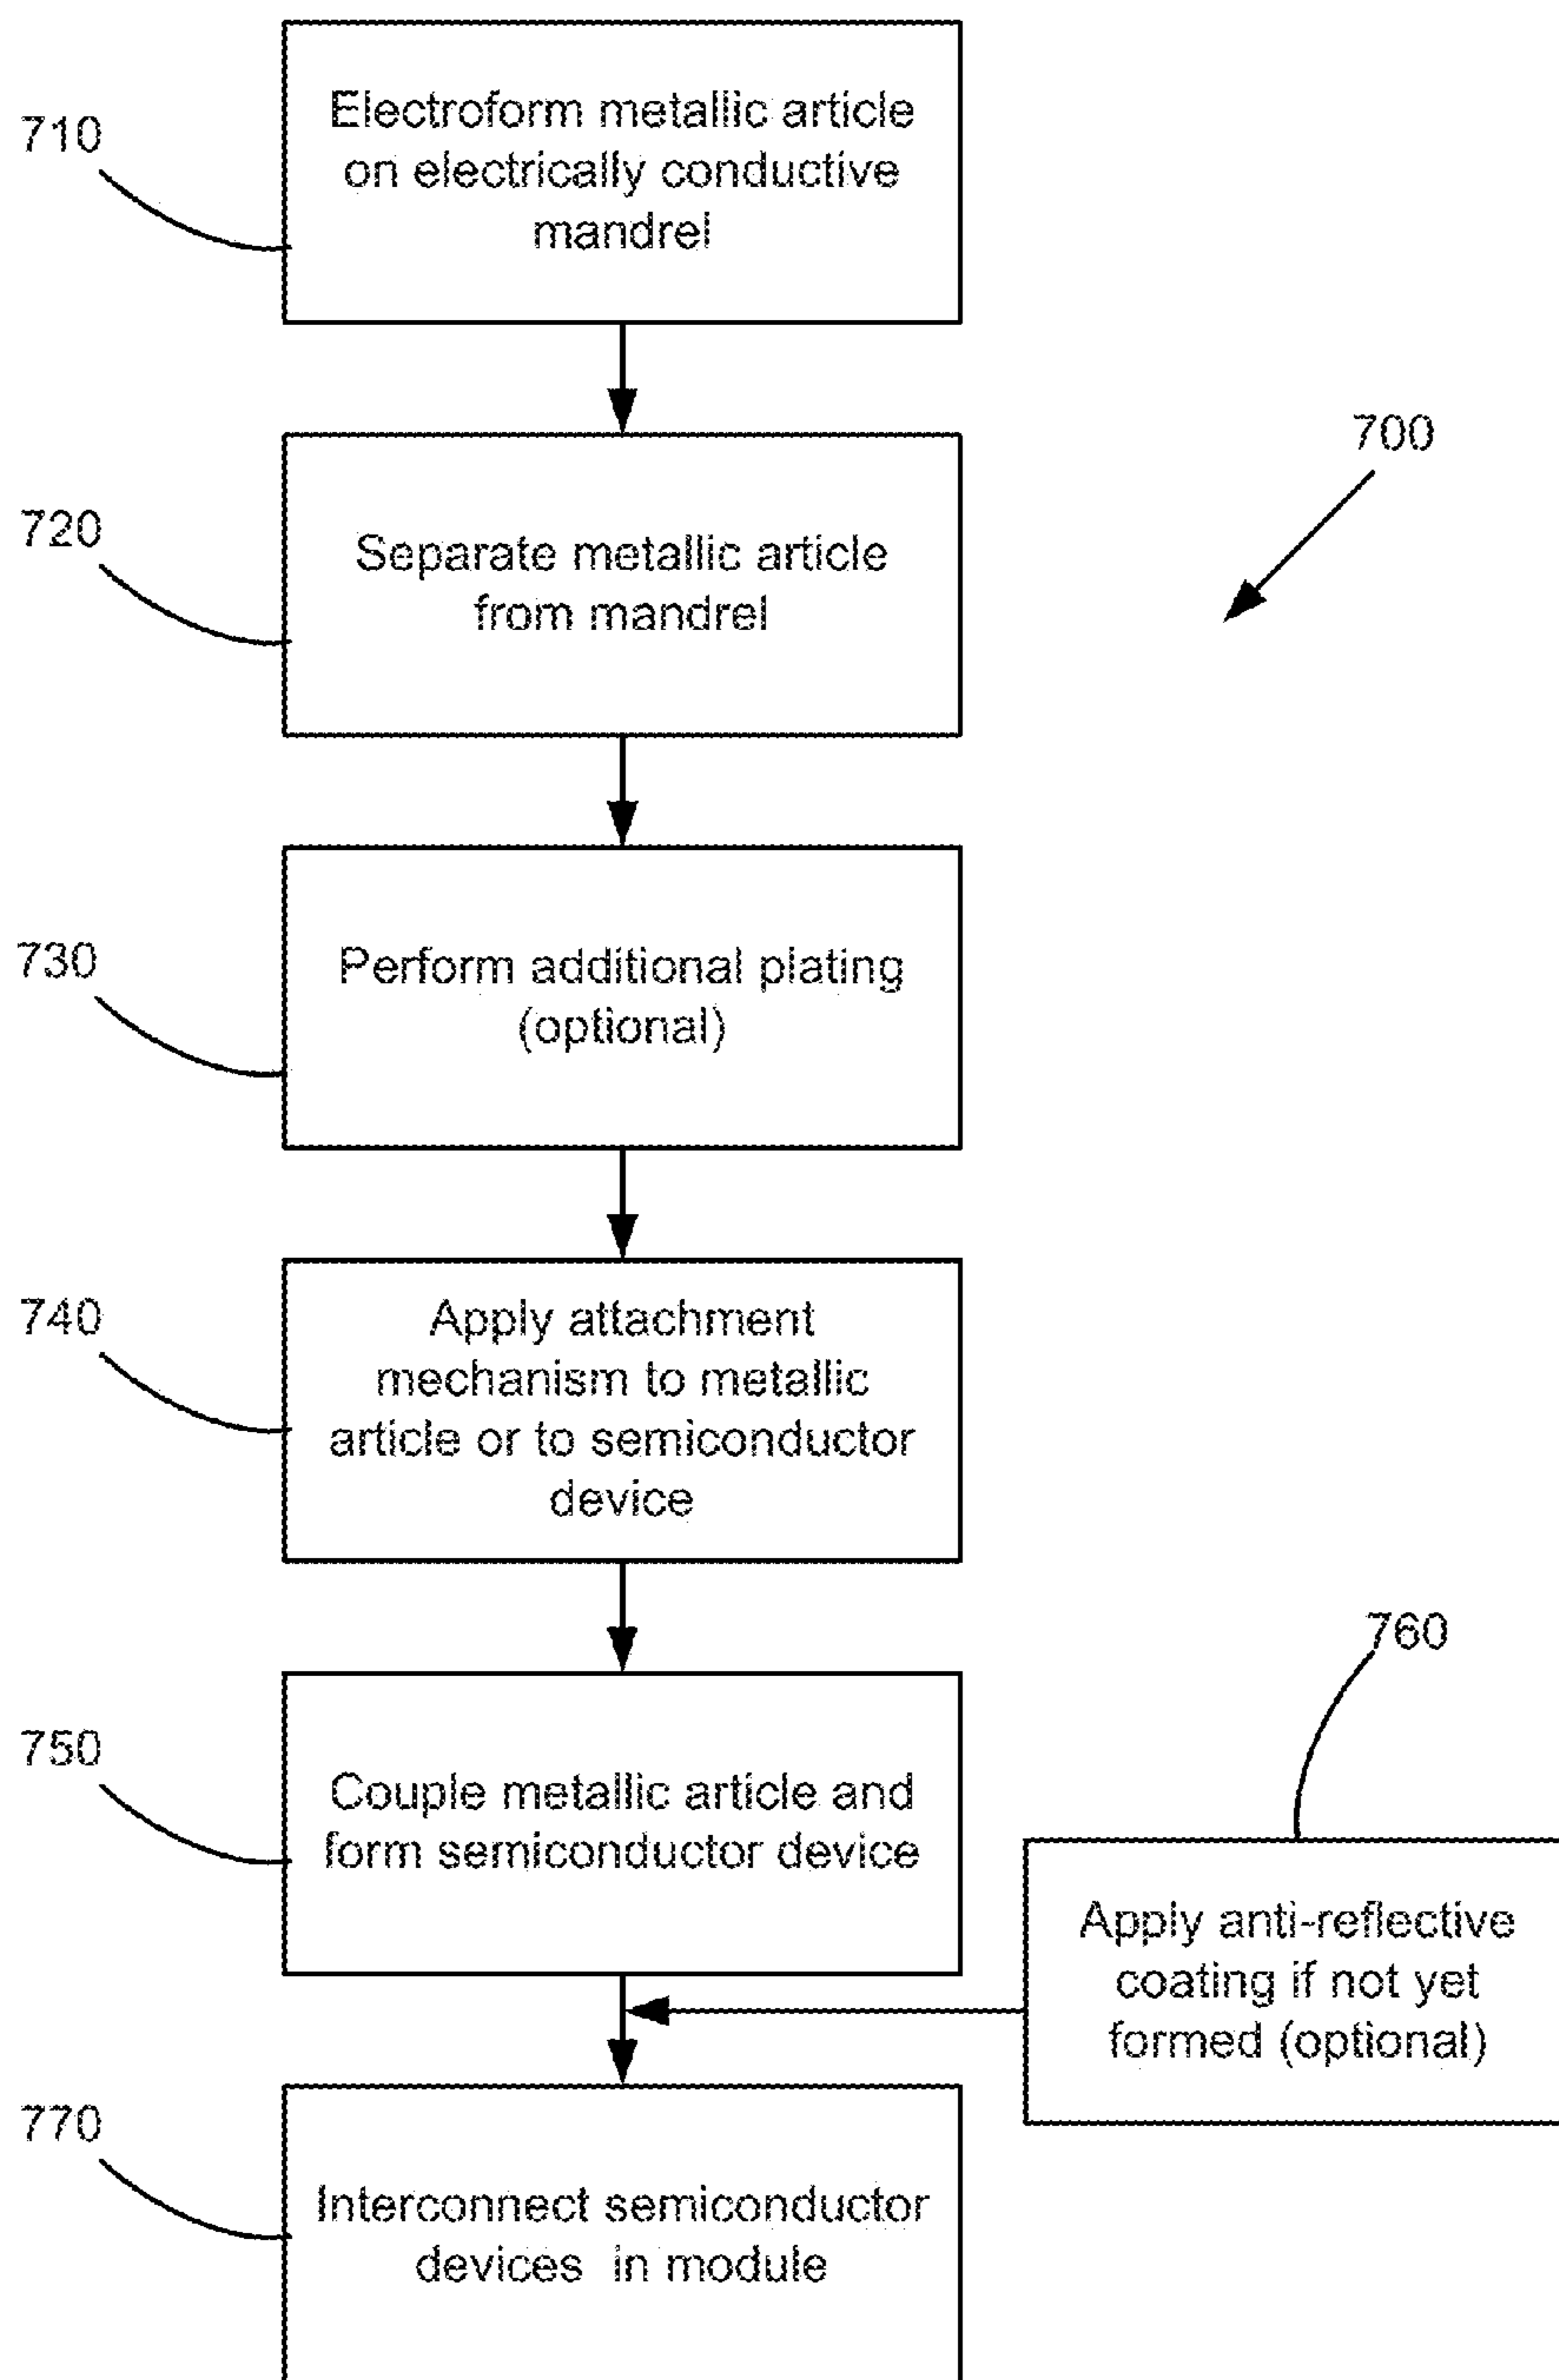 710
Electroform metallic article
on electrically conductive
mandrel
700
720
Separate metallic article
from mandrel
730
Perform additional plating
(optional)
740
Apply attachment
mechanism to metallic
article or to semiconductor
device
750
Couple metallic article and
form semiconductor device
760
Apply anti-reflective
coating if not yet
formed (optional)
770
Interconnect semiconductor
devices in module